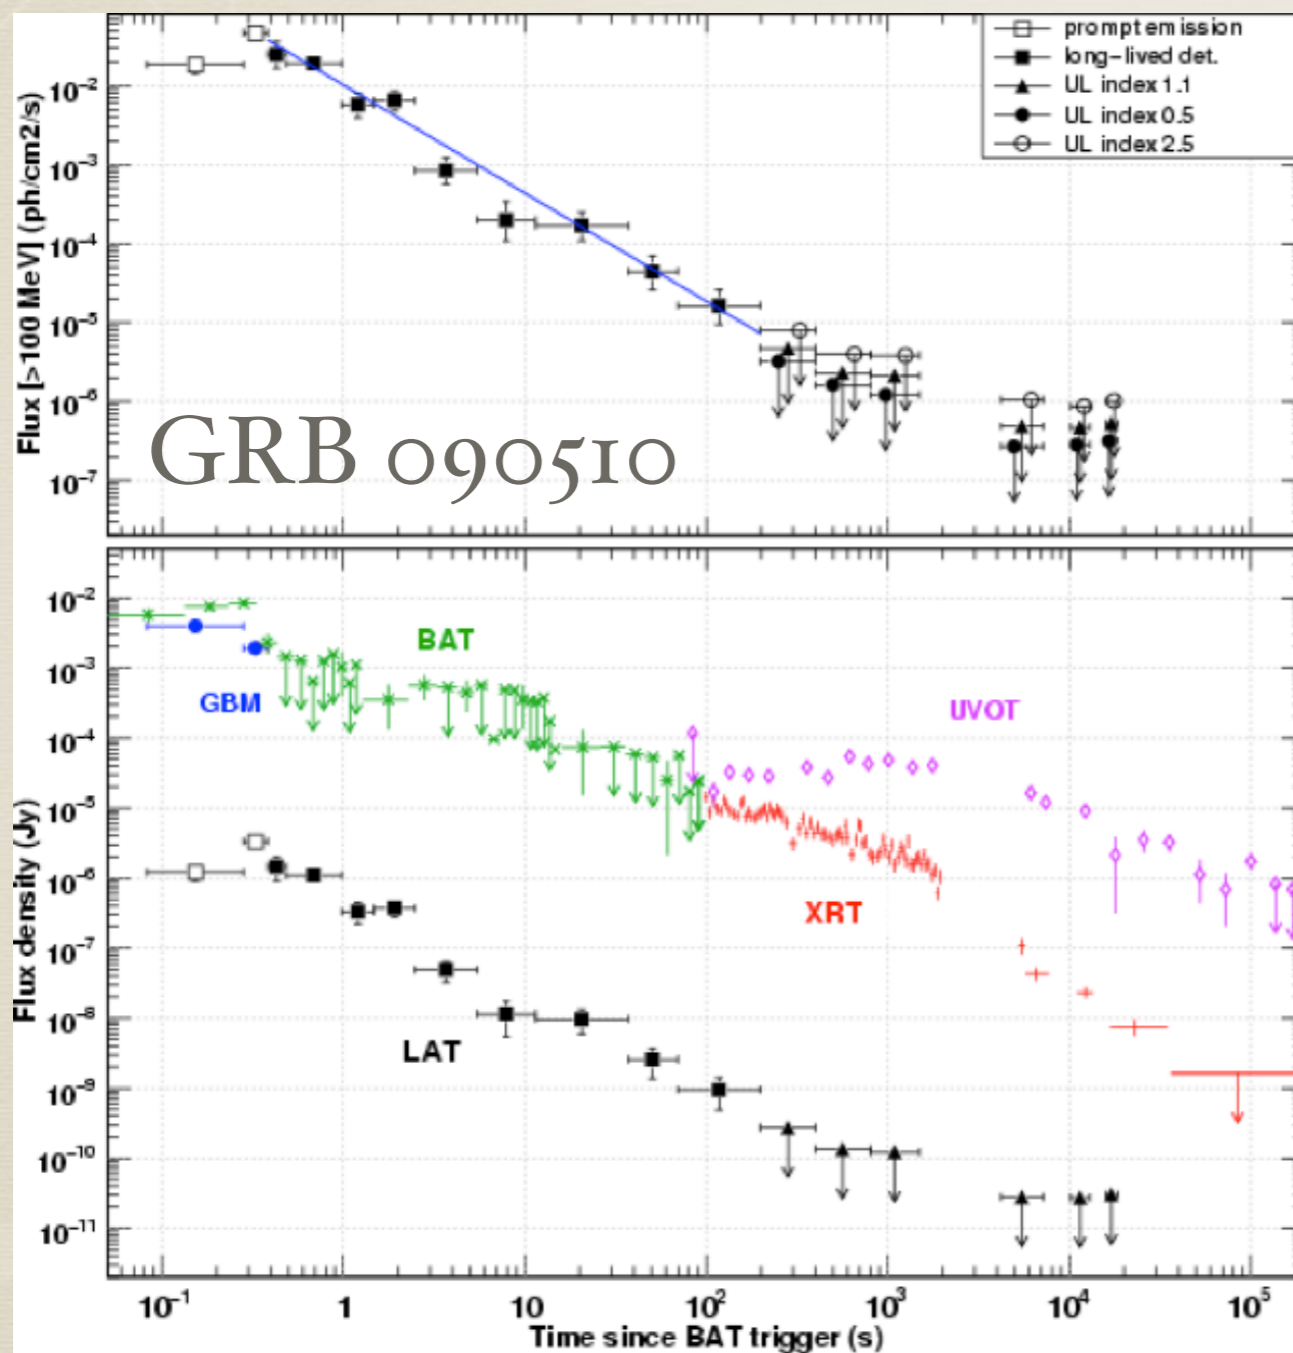 prompt emission
long-lived det.
UL index 1.1
UL index 0.5
UL index 2.5
Flux [>100 MeV] (ph/cm2/s)
10⁻²
10⁻³
10⁻⁴
10⁻⁵
10⁻⁶
10⁻⁷
GRB 090510
Flux density (Jy)
10⁻²
10⁻³
10⁻⁴
10⁻⁵
10⁻⁶
10⁻⁷
10⁻⁸
10⁻⁹
10⁻¹⁰
10⁻¹¹
BAT
GBM
UVOT
XRT
LAT
10⁻¹ 1 10 10² 10³ 10⁴ 10⁵
Time since BAT trigger (s)